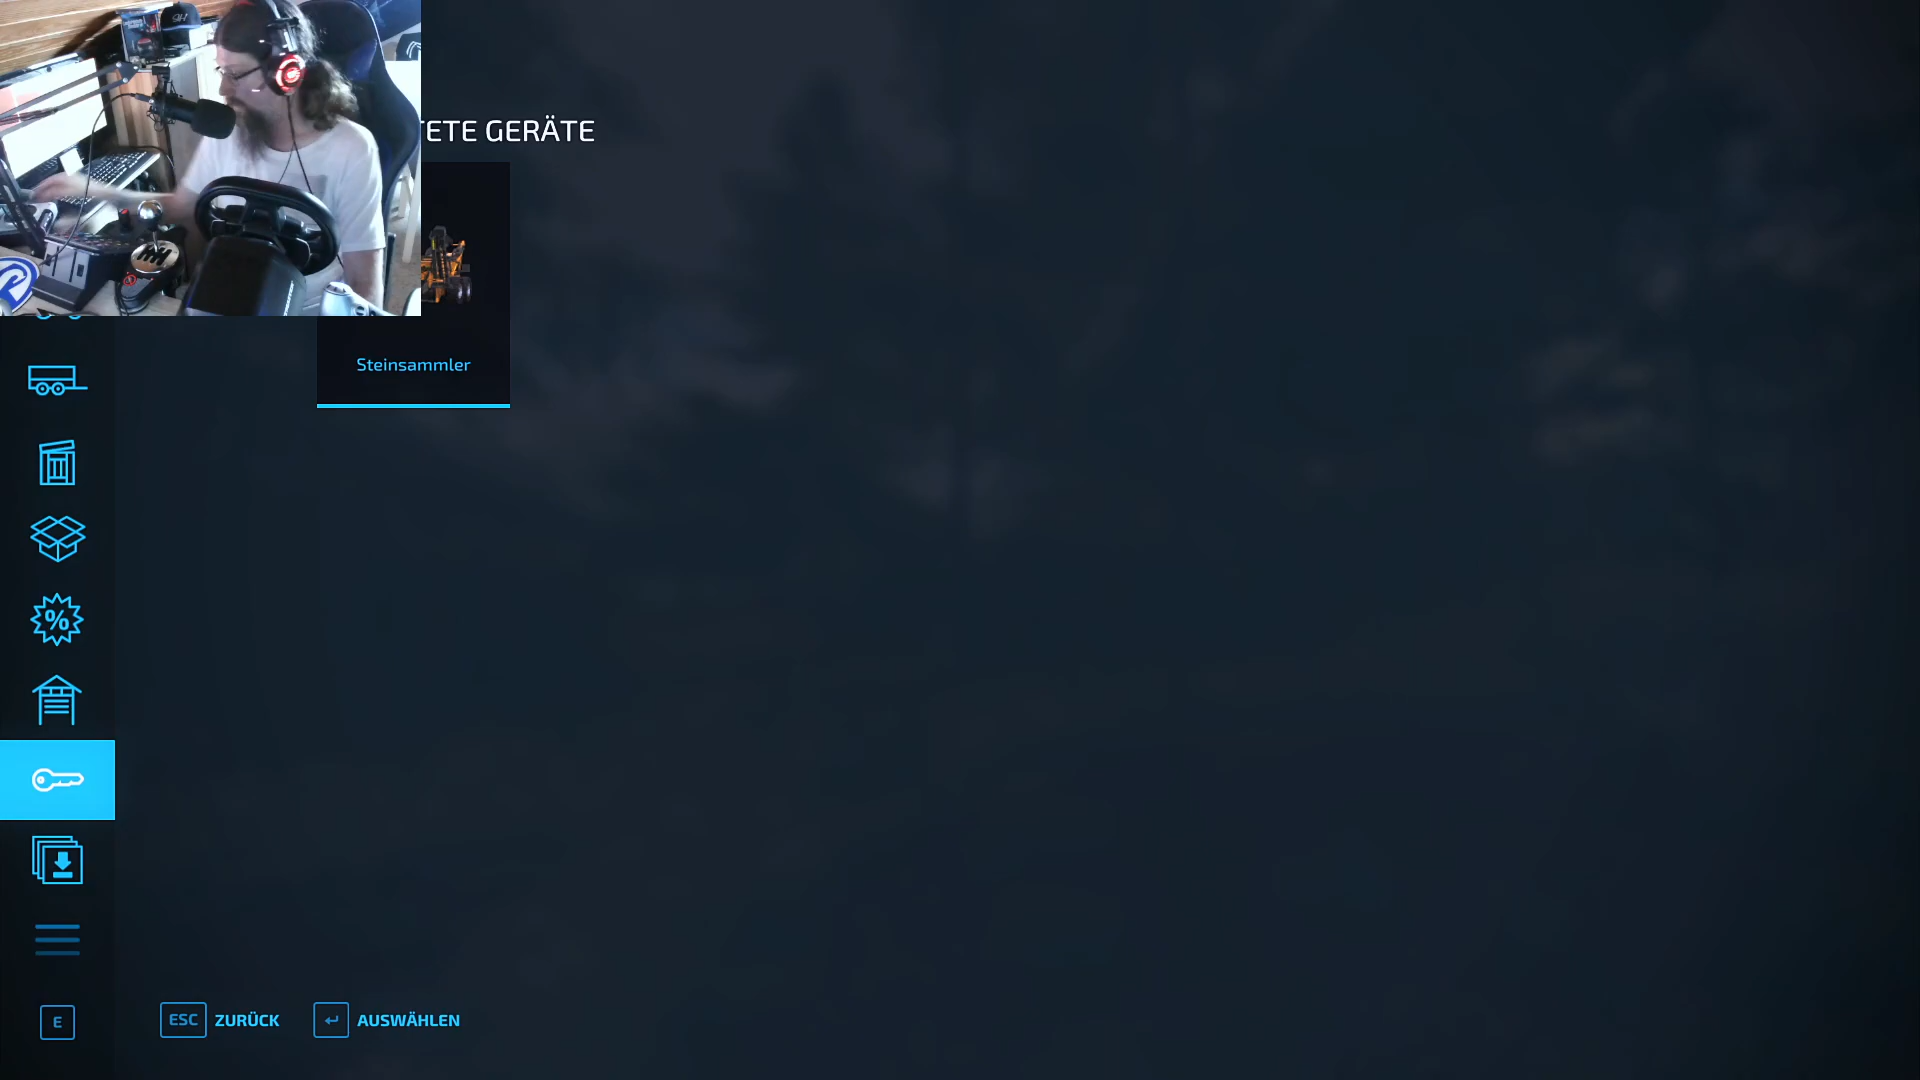 TETE GERÄTE
Steinsammler
E
ESC ZURÜCK
AUSWÄHLEN